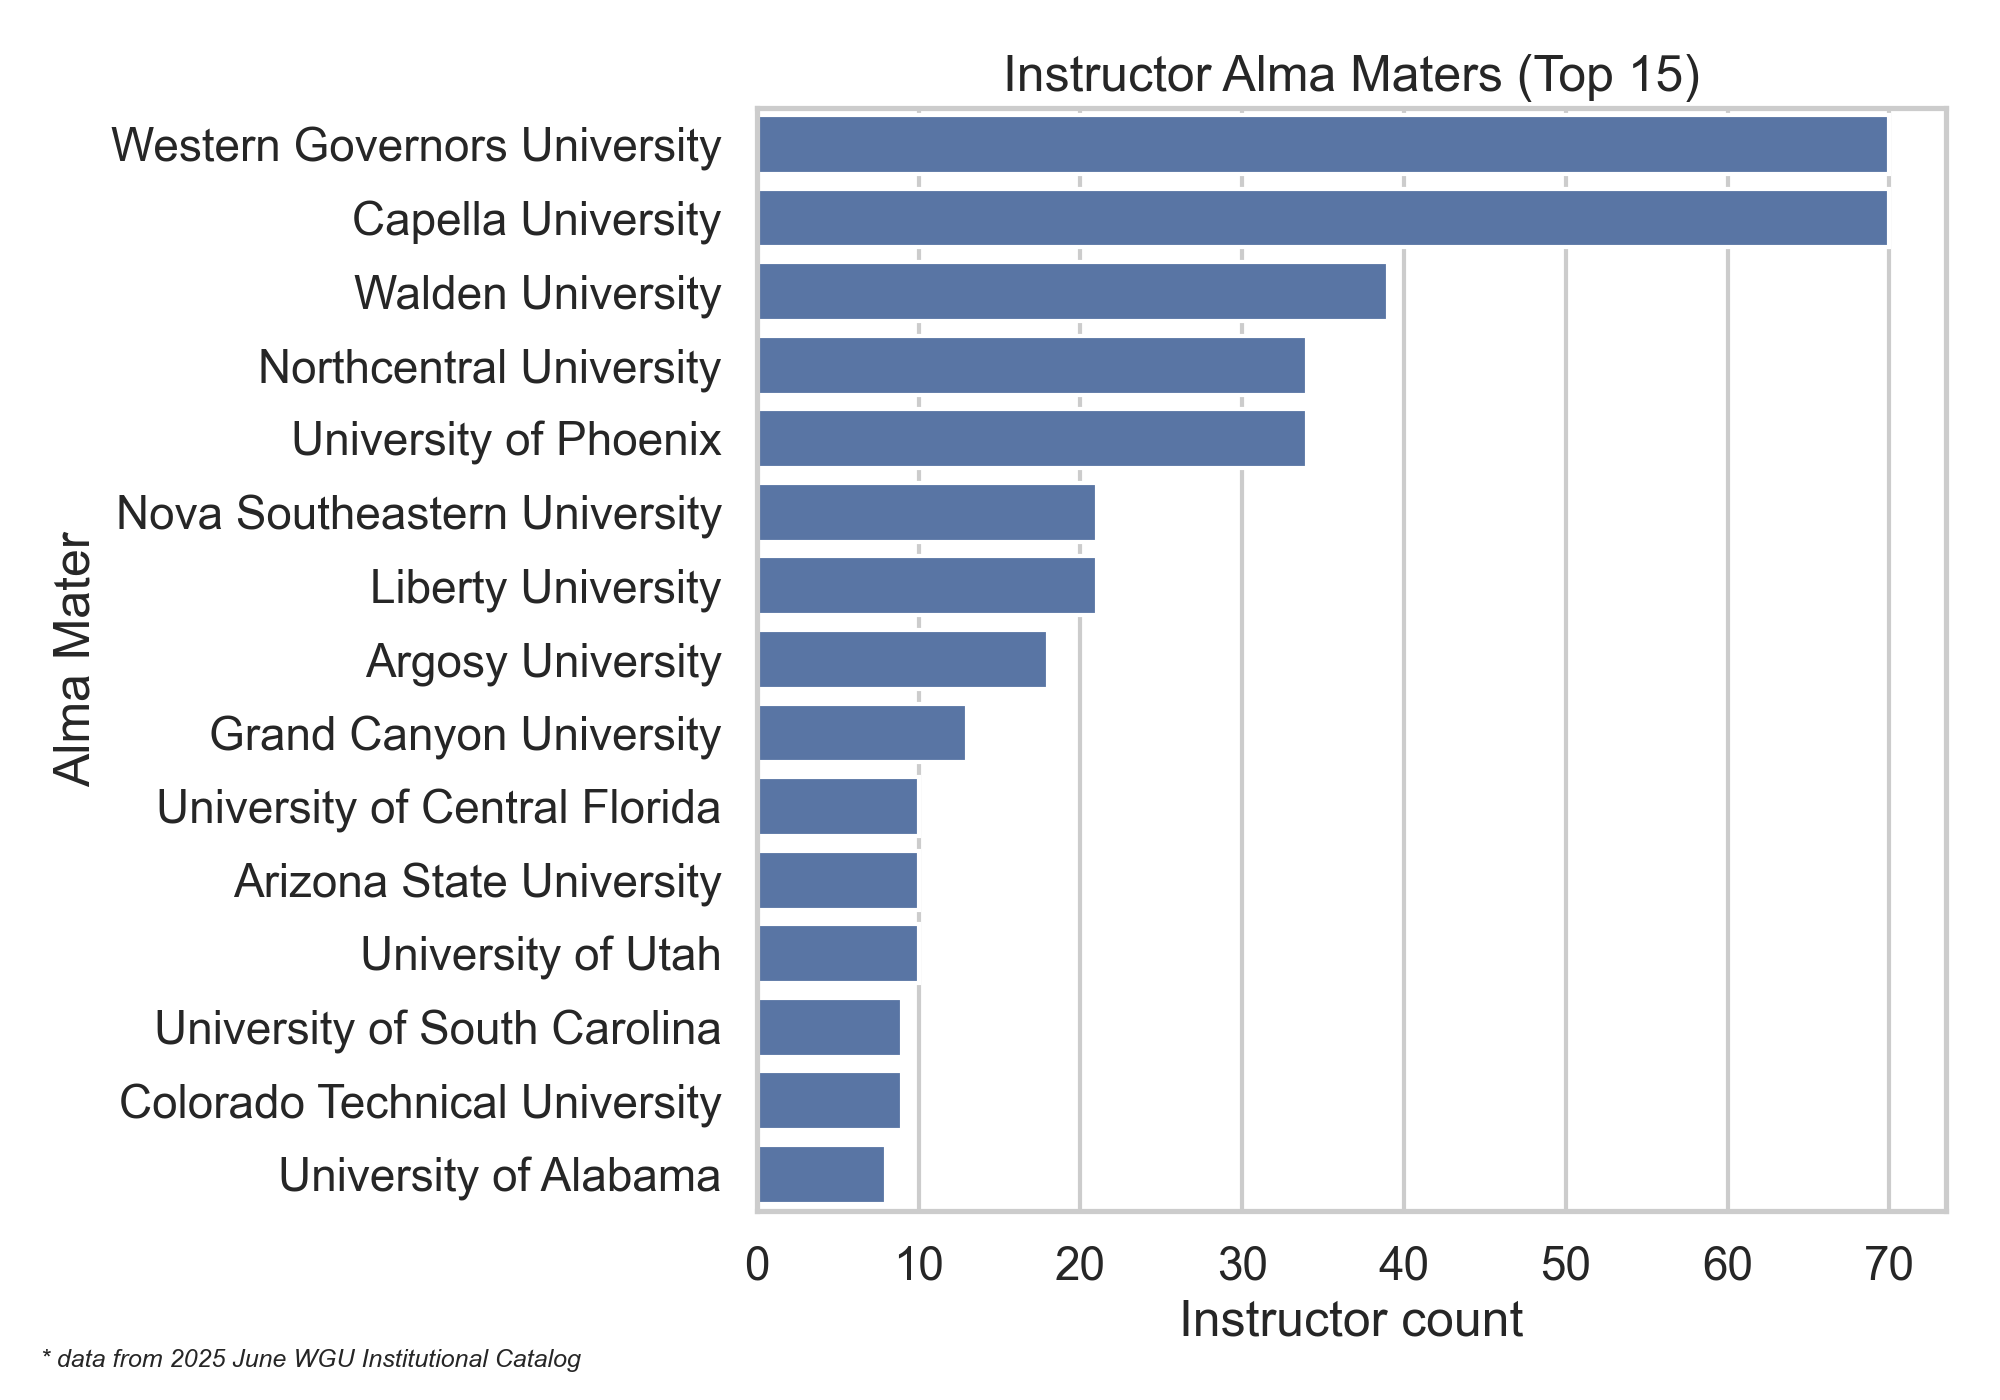 Instructor Alma Maters (Top 15)
Western Governors University
Capella University
Walden University
Northcentral University
University of Phoenix
Nova Southeastern University
Liberty University
Argosy University
Grand Canyon University
University of Central Florida
Arizona State University
University of Utah
University of South Carolina
Colorado Technical University
University of Alabama
Alma Mater
0 10 20 30 40 50 60 70
Instructor count
* data from 2025 June WGU Institutional Catalog